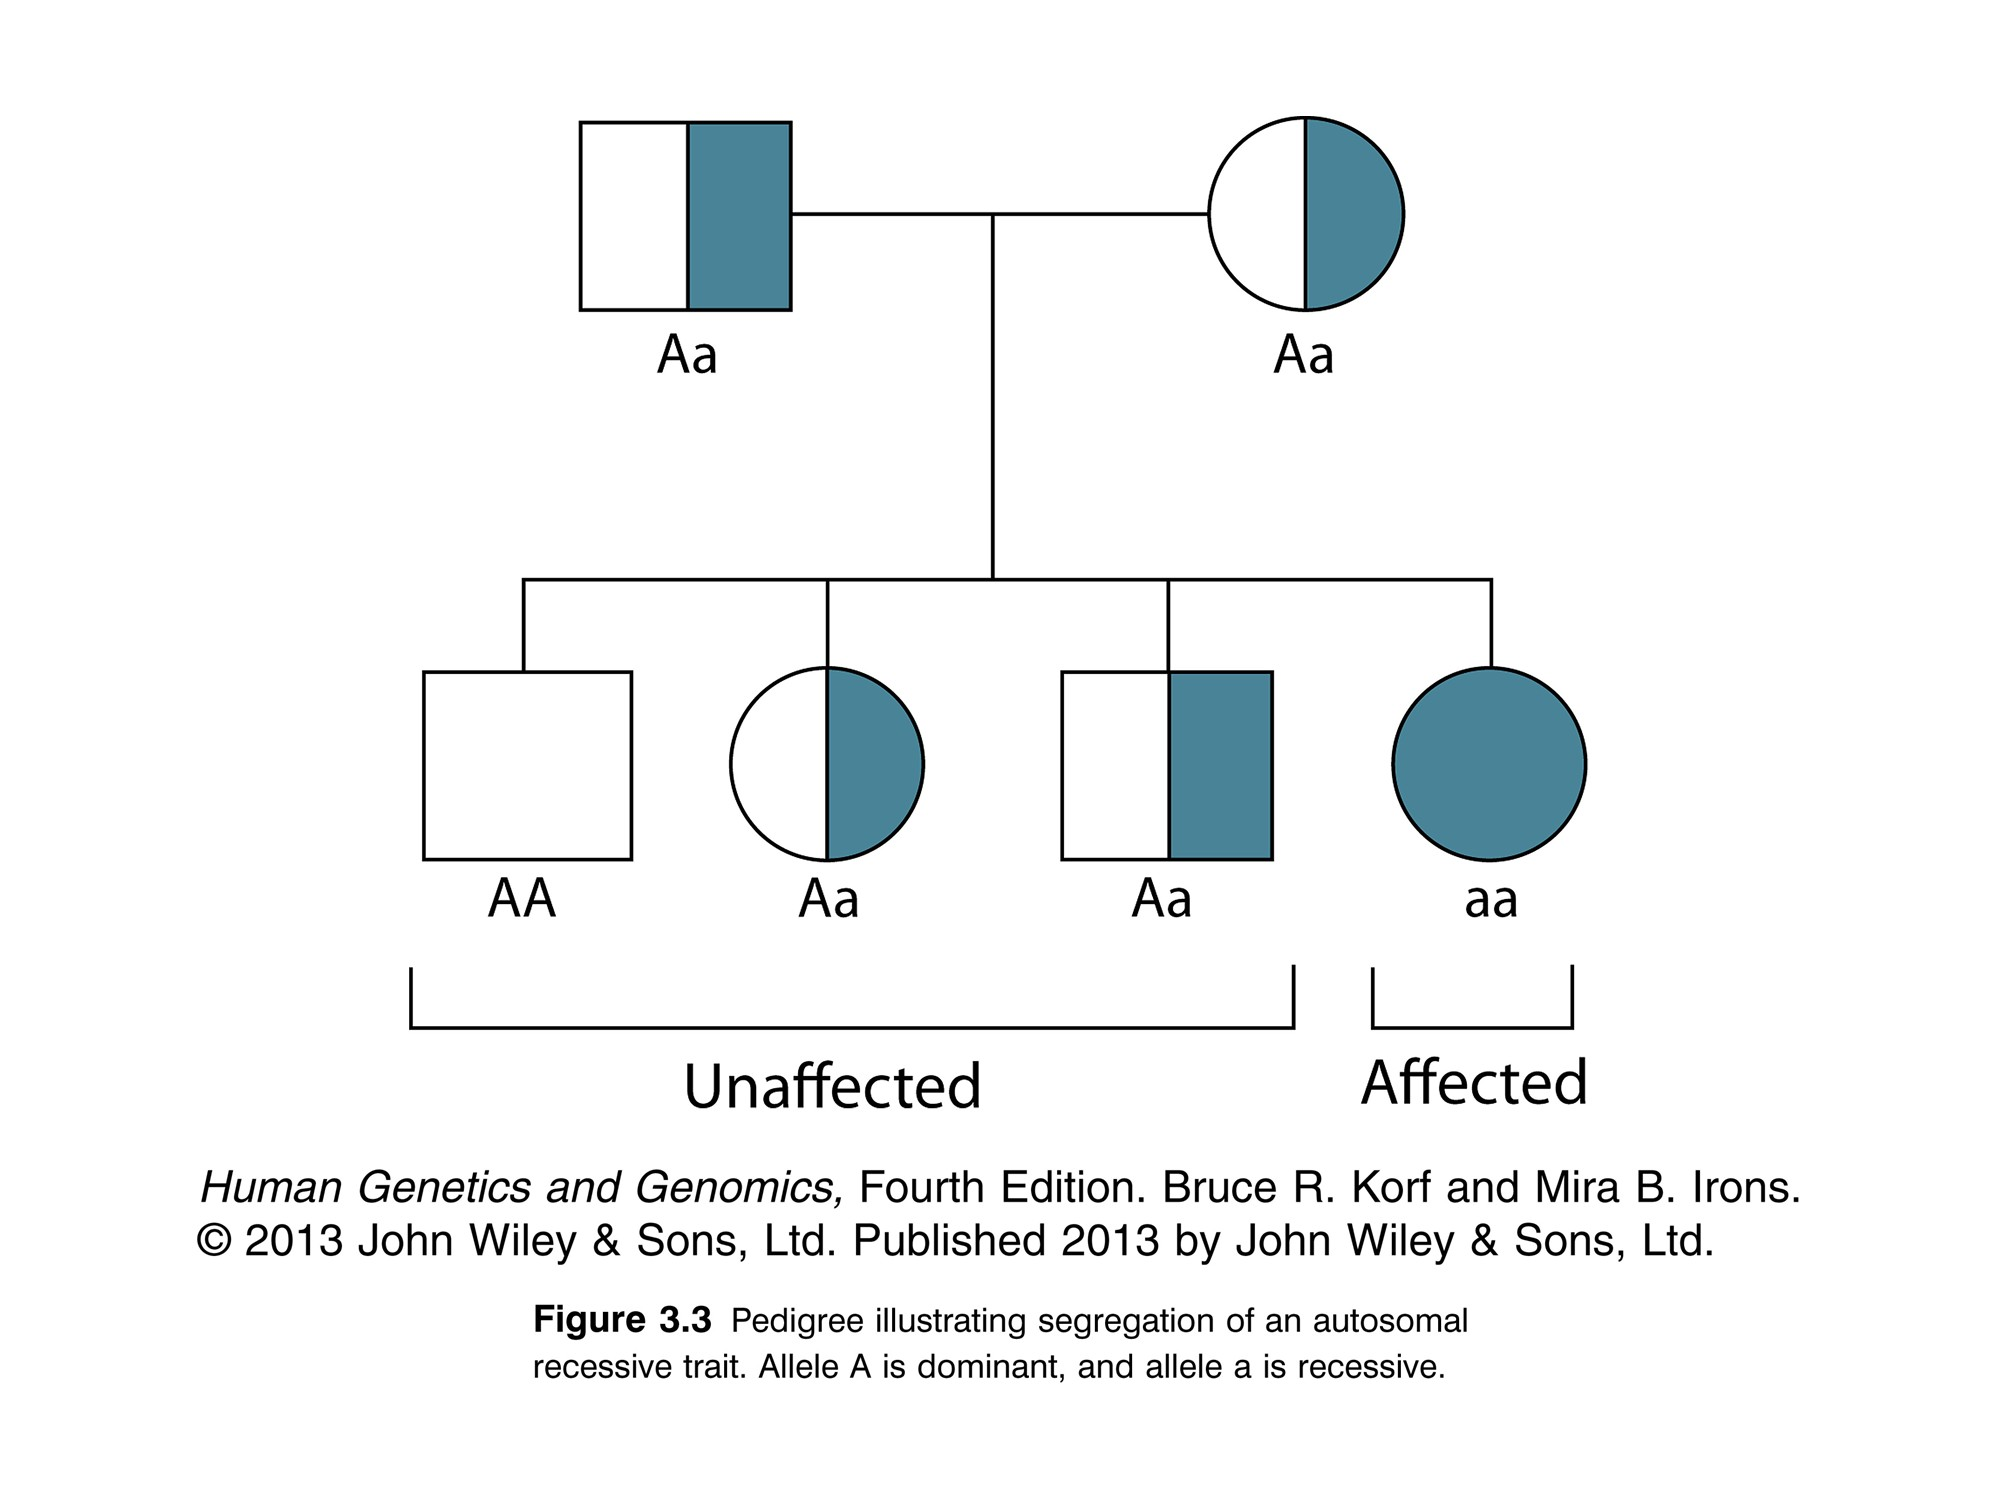 Aa Aa
AA Aa Aa aa
Unaffected Affected
Human Genetics and Genomics, Fourth Edition. Bruce R. Korf and Mira B. Irons.
© 2013 John Wiley & Sons, Ltd. Published 2013 by John Wiley & Sons, Ltd.
Figure 3.3 Pedigree illustrating segregation of an autosomal
recessive trait. Allele A is dominant, and allele a is recessive.